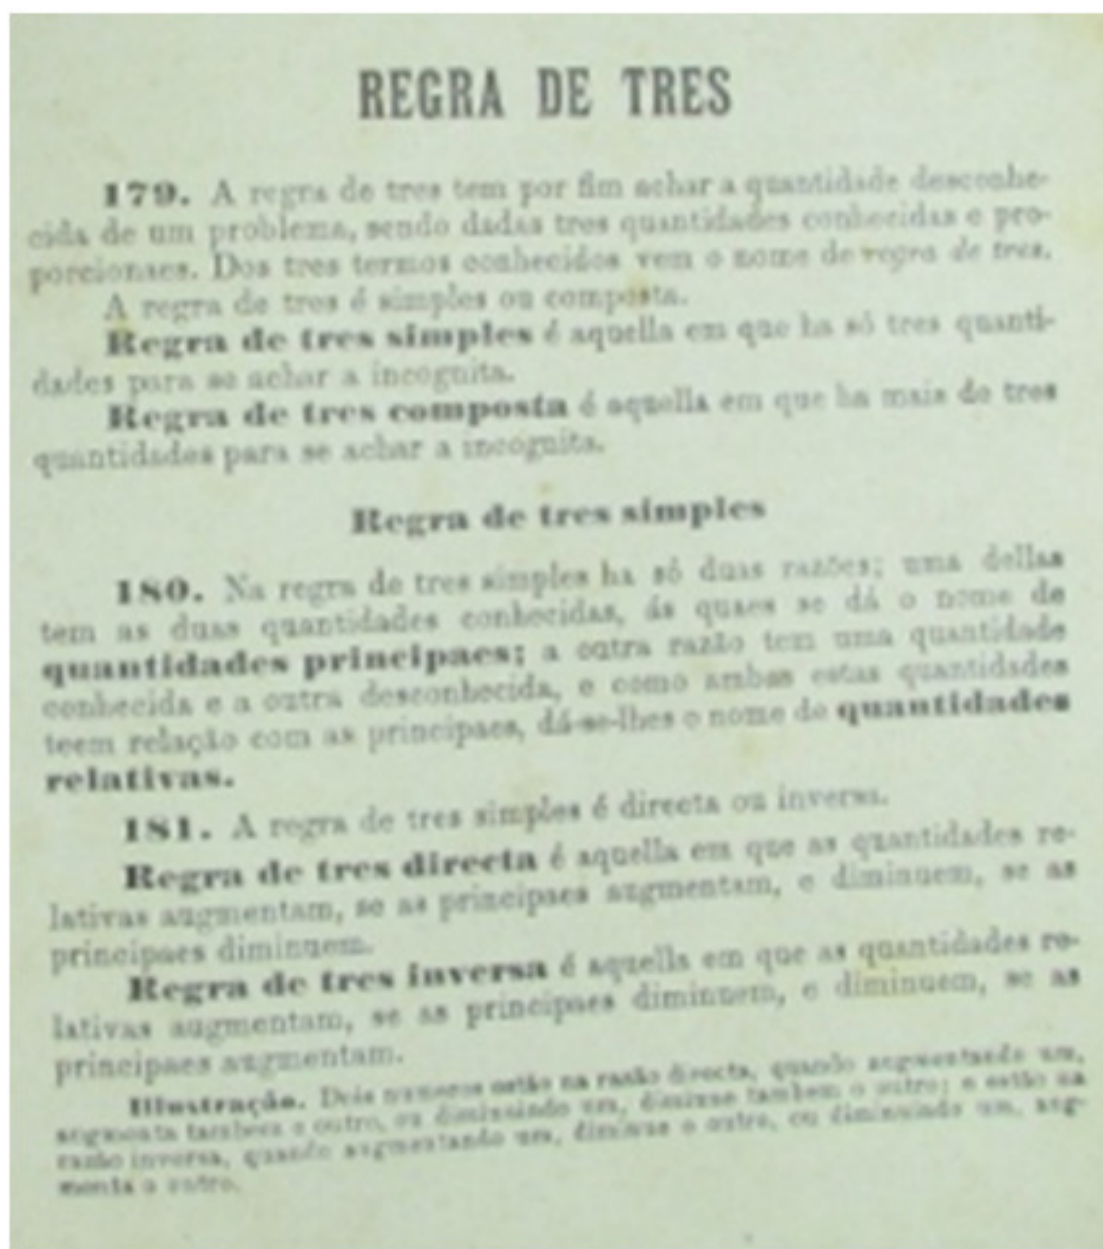 REGRA DE TRES
179. A regra de tres tem por fim achar a quantidade desconhe-
cida de um problema, sendo dadas tres quantidades conhecidas e pro-
porcionaes. Dos tres termos conhecidos vem o nome de regra de tres.
A regra de tres é simples ou composta.
Regra de tres simples é aquella em que ha só tres quanti-
dades para se achar a incognita.
Regra de tres composta é aquella em que ha mais de tres
quantidades para se achar a incognita.
Regra de tres simples
180. Na regra de tres simples ha só duas razões; uma dellas
tem as duas quantidades conhecidas, ás quaes se dá o nome de
quantidades principaes; a outra razão tem uma quantidade
conhecida e a outra desconhecida, e como ambas estas quantidades
teem relação com as principaes, dá-se-lhes o nome de quantidades
relativas.
181. A regra de tres simples é directa ou inversa.
Regra de tres directa é aquella em que as quantidades re-
lativas augmentam, se as principaes augmentam, e diminuem, se as
principaes diminuem.
Regra de tres inversa é aquella em que as quantidades re-
lativas augmentam, se as principaes diminuem, e diminuem, se as
principaes augmentam.
Illustração. Dois numeros estão na razão directa, quando augmentando um,
augmenta tambem o outro, ou diminuindo um, diminue tambem o outro; e estão na
razão inversa, quando augmentando um, diminue o outro, ou diminuindo um, aug-
menta o outro.